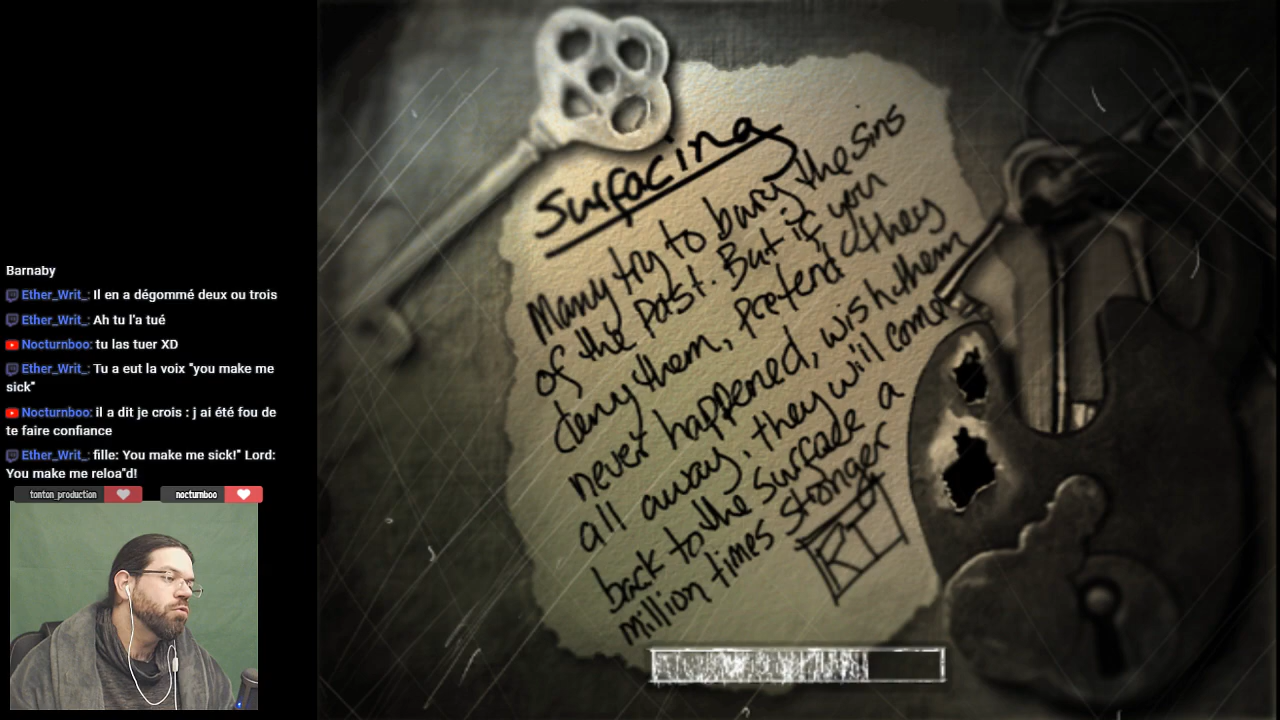 Barnaby
Ether_Writ_: Il en a dégommé deux ou trois
Ether_Writ_: Ah tu l'a tué
Nocturnboo: tu las tuer XD
Ether_Writ_: Tu a eut la voix "you make me
sick"
Nocturnboo: il a dit je crois : j ai été fou de
te faire confiance
Ether_Writ_: fille: You make me sick!" Lord:
You make me reloa"d!
tonton_production
nocturnboo
Surfacing
Many try to bury the sins
of the past. But if you
deny them, pretend they
never happened, wish them
all away, they will come
back to the surface a
million times stronger
RI